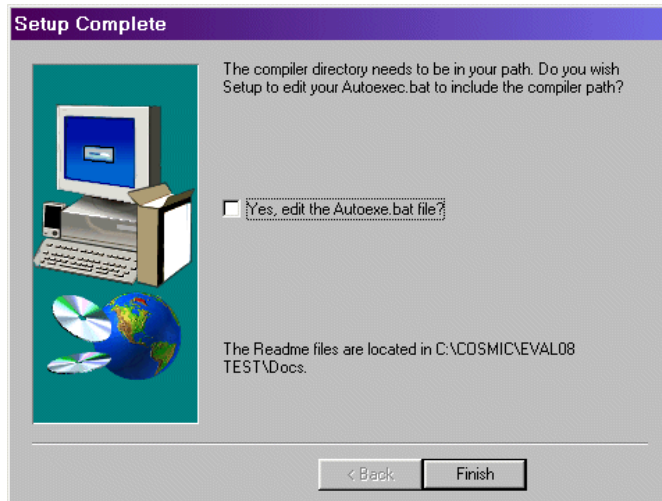 Setup Complete
The compiler directory needs to be in your path. Do you wish
Setup to edit your Autoexec.bat to include the compiler path?
Yes, edit the Autoexe.bat file?
The Readme files are located in C:\COSMIC\EVAL08
TEST\Docs.
< Back
Finish